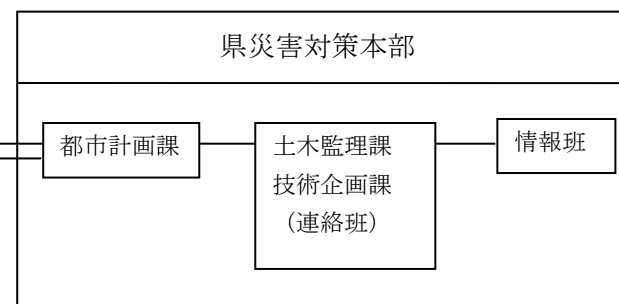 県災害対策本部
都市計画課
土木監理課
技術企画課
（連絡班）
情報班